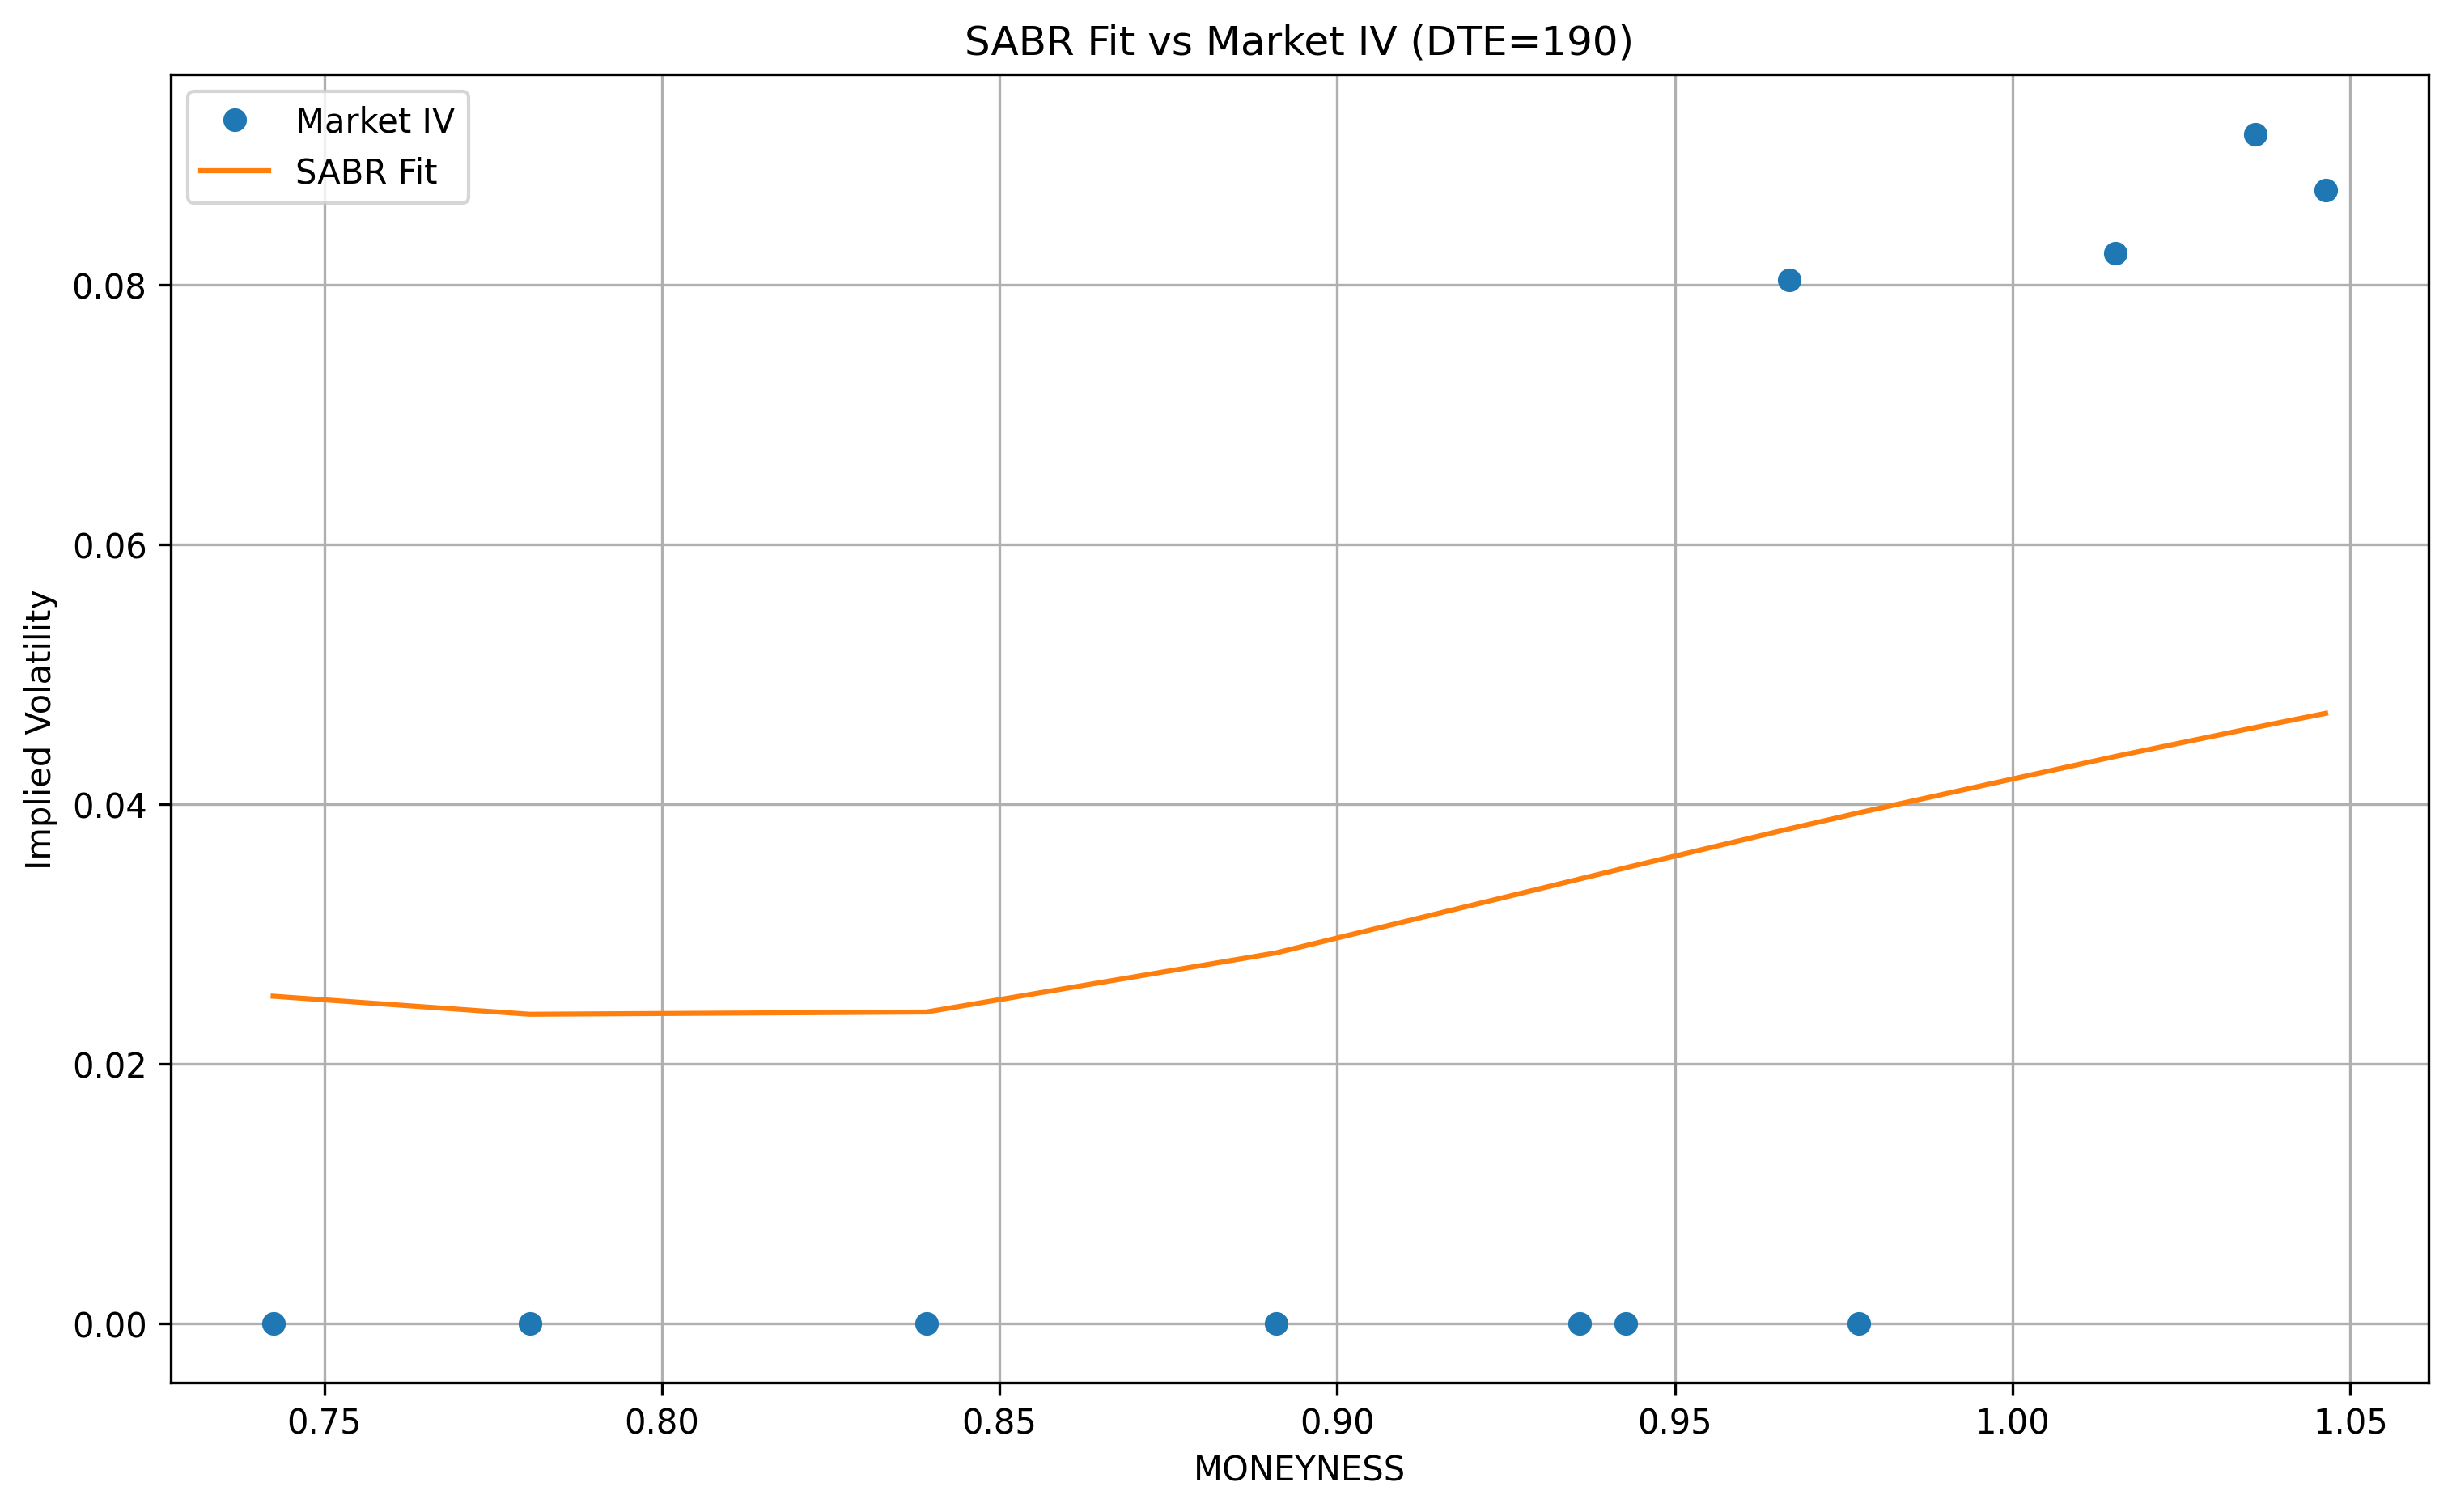 SABR Fit vs Market IV (DTE=190)
Market IV
SABR Fit
Implied Volatility
0.08
0.06
0.04
0.02
0.00
0.75 0.80 0.85 0.90 0.95 1.00 1.05
MONEYNESS